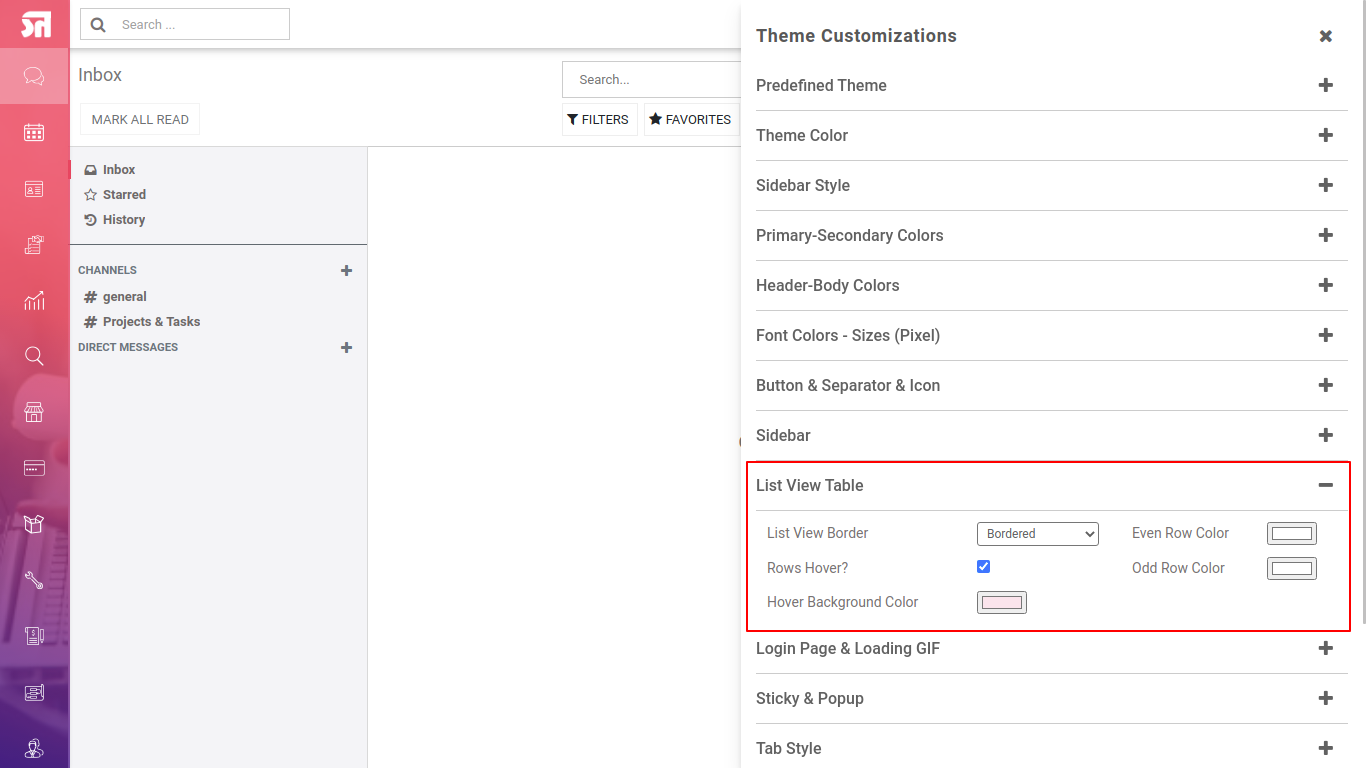 Search ...
Inbox
Search...
MARK ALL READ
FILTERS
FAVORITES
Inbox
Starred
History
CHANNELS
general
Projects & Tasks
DIRECT MESSAGES
Theme Customizations
Predefined Theme
Theme Color
Sidebar Style
Primary-Secondary Colors
Header-Body Colors
Font Colors - Sizes (Pixel)
Button & Separator & Icon
Sidebar
List View Table
List View Border
Bordered
Even Row Color
Rows Hover?
Odd Row Color
Hover Background Color
Login Page & Loading GIF
Sticky & Popup
Tab Style